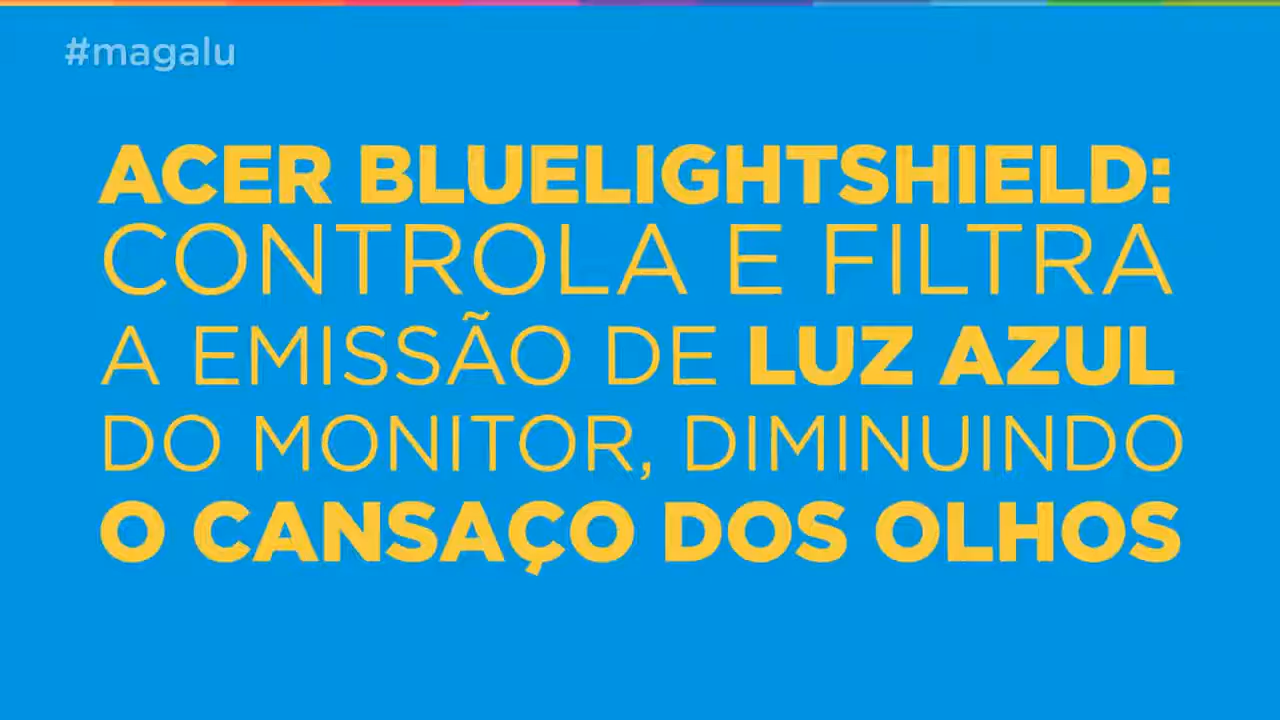 #magalu
ACER BLUELIGHTSHIELD:
CONTROLA E FILTRA
A EMISSÃO DE LUZ AZUL
DO MONITOR, DIMINUINDO
O CANSAÇO DOS OLHOS